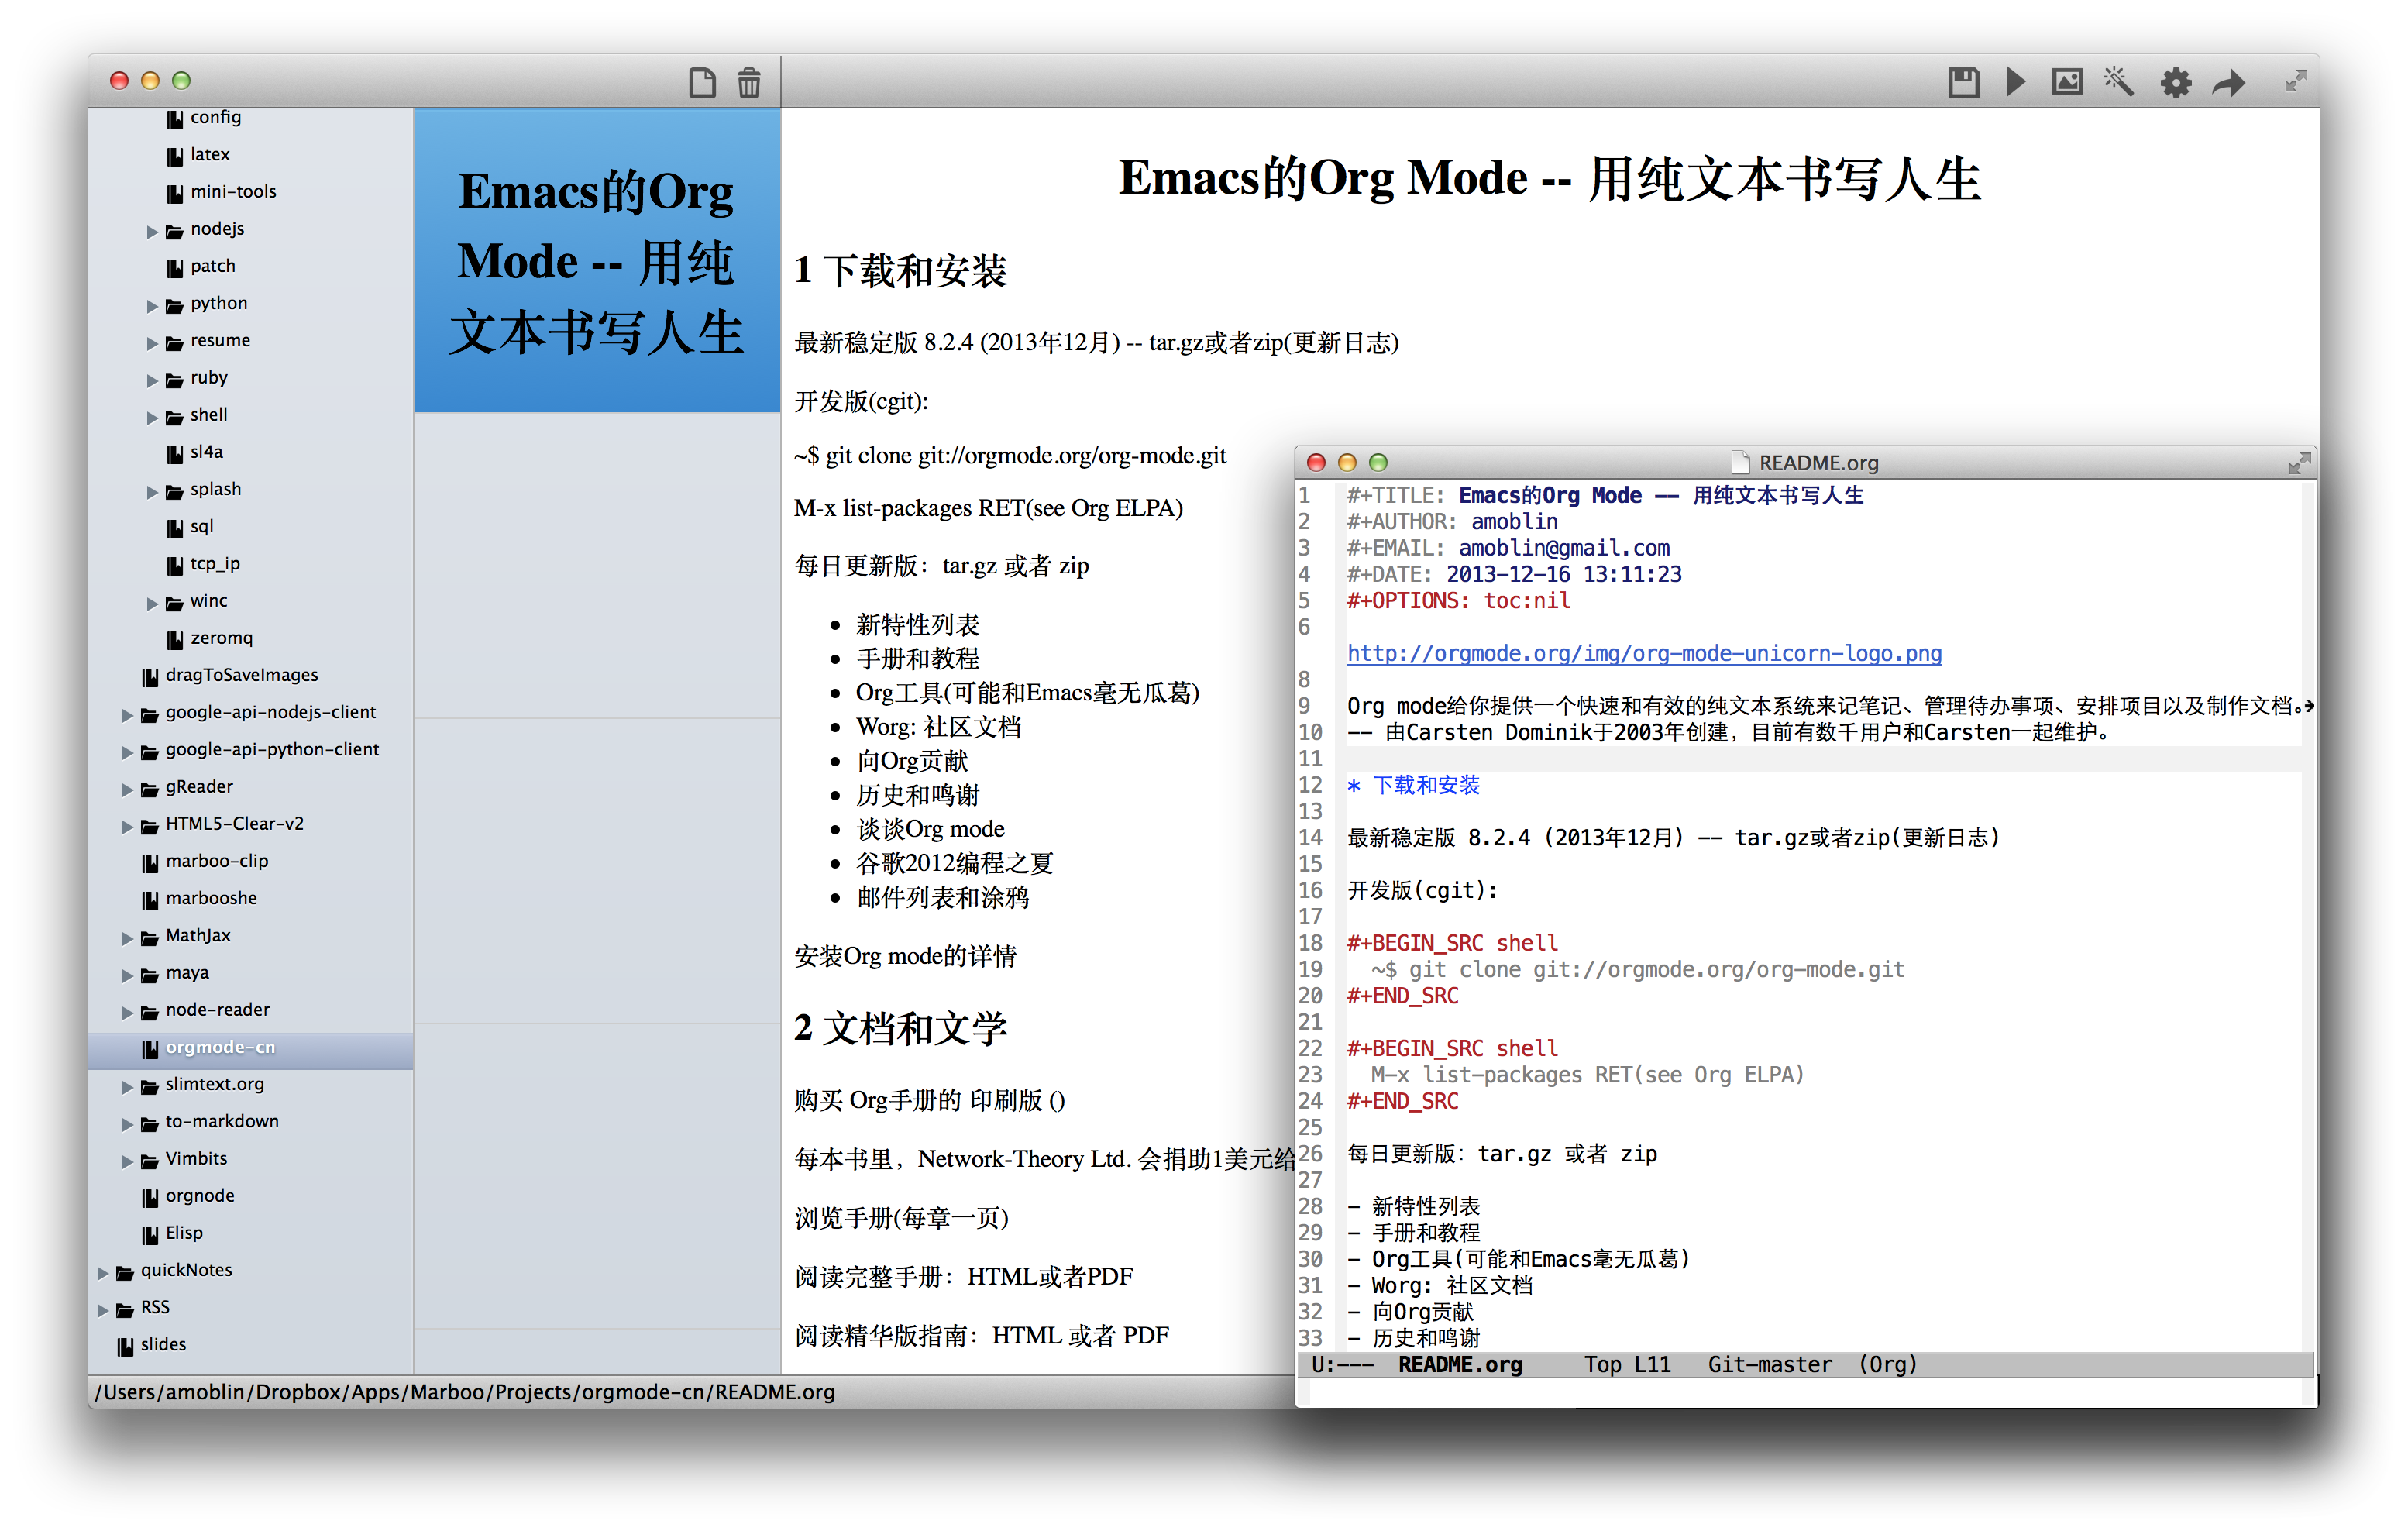 config
latex
mini-tools
nodejs
patch
python
resume
ruby
shell
sl4a
splash
sql
tcp_ip
winc
zeromq
dragToSaveImages
google-api-nodejs-client
google-api-python-client
gReader
HTML5-Clear-v2
marboo-clip
marbooshe
MathJax
maya
node-reader
orgmode-cn
slimtext.org
to-markdown
Vimbits
orgnode
Elisp
quickNotes
RSS
slides
Emacs的Org
Mode -- 用纯
文本书写人生
Emacs的Org Mode -- 用纯文本书写人生
1 下载和安装
最新稳定版 8.2.4 (2013年12月) -- tar.gz或者zip(更新日志)
开发版(cgit):
~$ git clone git://orgmode.org/org-mode.git
M-x list-packages RET(see Org ELPA)
每日更新版：tar.gz 或者 zip
• 新特性列表
• 手册和教程
• Org工具(可能和Emacs毫无瓜葛)
• Worg: 社区文档
• 向Org贡献
• 历史和鸣谢
• 谈谈Org mode
• 谷歌2012编程之夏
• 邮件列表和涂鸦
安装Org mode的详情
2 文档和文学
购买 Org手册的 印刷版 ()
每本书里，Network-Theory Ltd. 会捐助1美元给
浏览手册(每章一页)
阅读完整手册：HTML或者PDF
阅读精华版指南：HTML 或者 PDF
/Users/amoblin/Dropbox/Apps/Marboo/Projects/orgmode-cn/README.org
README.org
1 #+TITLE: Emacs的Org Mode -- 用纯文本书写人生
2 #+AUTHOR: amoblin
3 #+EMAIL: amoblin@gmail.com
4 #+DATE: 2013-12-16 13:11:23
5 #+OPTIONS: toc:nil
6
http://orgmode.org/img/org-mode-unicorn-logo.png
8
9 Org mode给你提供一个快速和有效的纯文本系统来记笔记、管理待办事项、安排项目以及制作文档。
10 -- 由Carsten Dominik于2003年创建，目前有数千用户和Carsten一起维护。
11
12 * 下载和安装
13
14 最新稳定版 8.2.4 (2013年12月) -- tar.gz或者zip(更新日志)
15
16 开发版(cgit):
17
18 #+BEGIN_SRC shell
19 ~$ git clone git://orgmode.org/org-mode.git
20 #+END_SRC
21
22 #+BEGIN_SRC shell
23 M-x list-packages RET(see Org ELPA)
24 #+END_SRC
25
26 每日更新版：tar.gz 或者 zip
27
28 - 新特性列表
29 - 手册和教程
30 - Org工具(可能和Emacs毫无瓜葛)
31 - Worg: 社区文档
32 - 向Org贡献
33 - 历史和鸣谢
U:--- README.org Top L11 Git-master (Org)